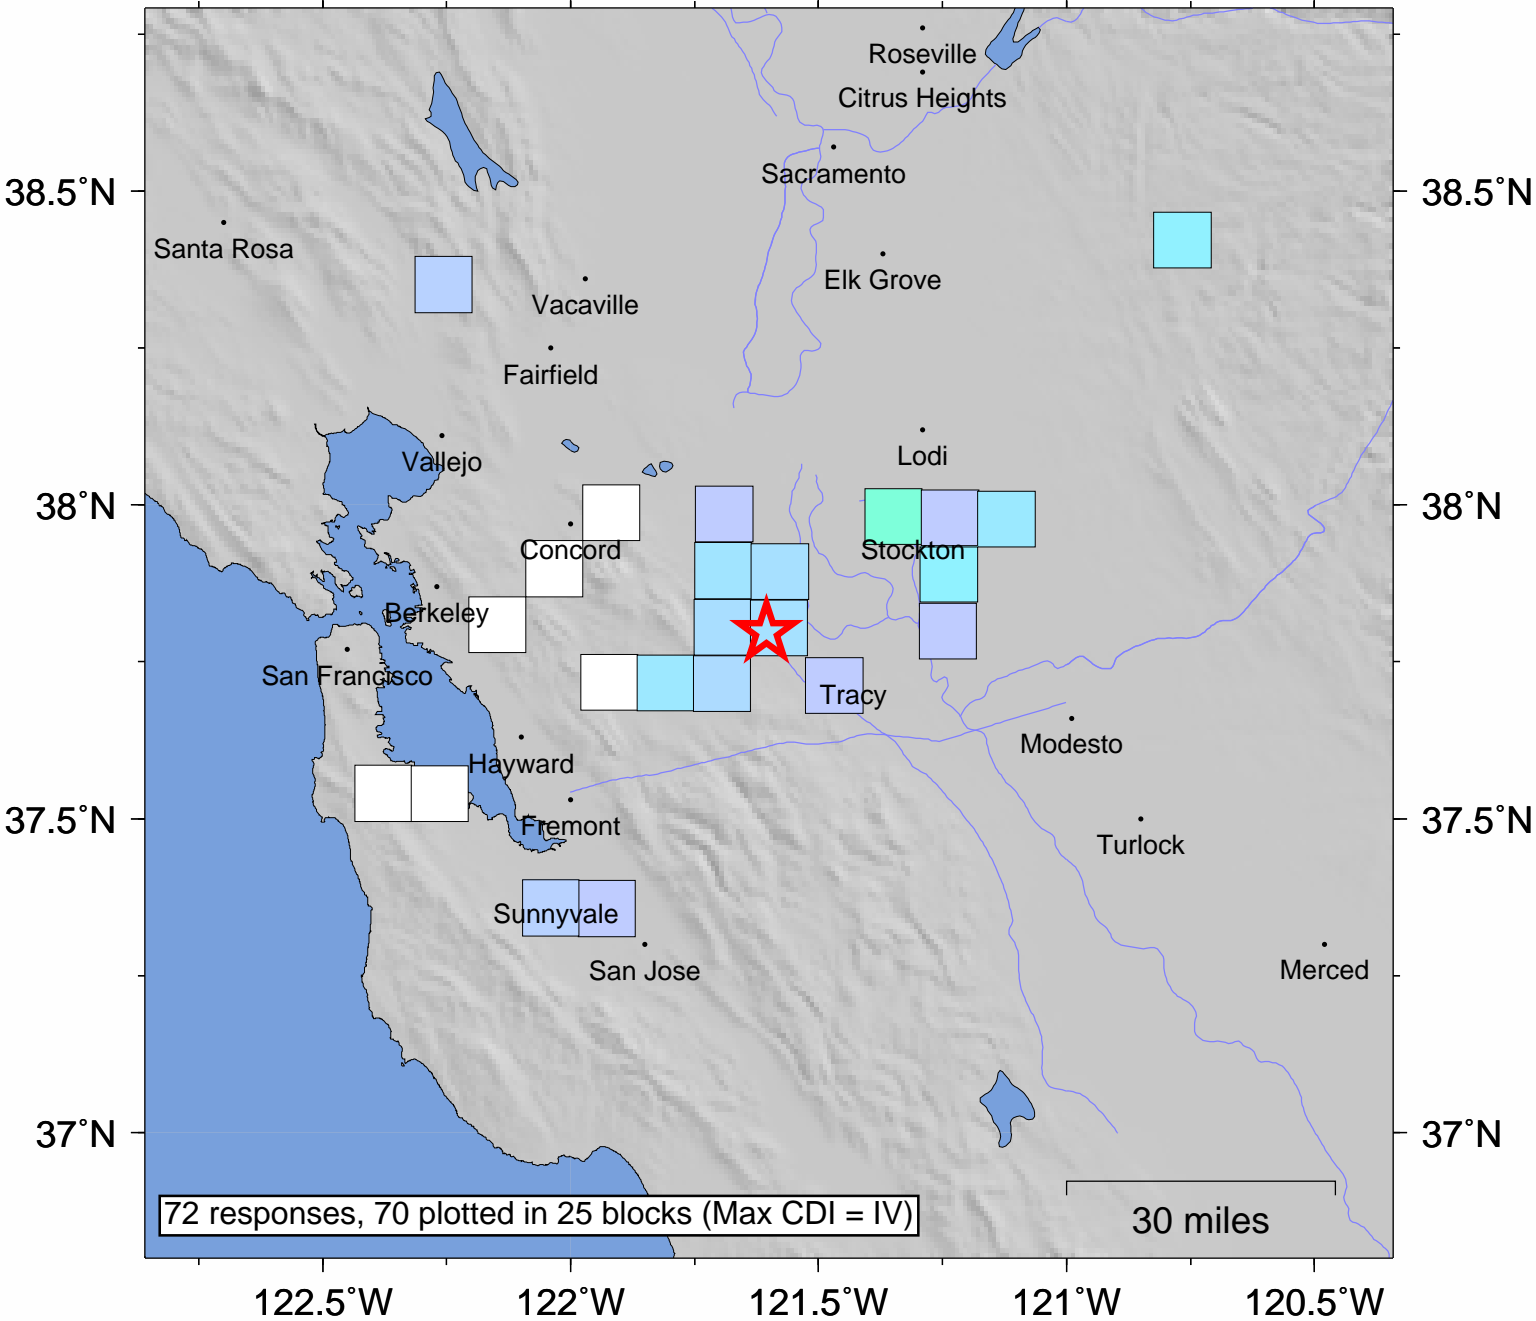 Roseville
Citrus Heights
Sacramento
38.5˚N
38.5˚N
Santa Rosa
Elk Grove
Vacaville
Fairfield
Lodi
Vallejo
38˚N
38˚N
Concord
Stockton
Berkeley
San Francisco
Tracy
Modesto
Hayward
37.5˚N
Fremont
37.5˚N
Turlock
Sunnyvale
San Jose
Merced
37˚N
37˚N
72 responses, 70 plotted in 25 blocks (Max CDI = IV)
30 miles
122.5˚W
122˚W
121.5˚W
121˚W
120.5˚W